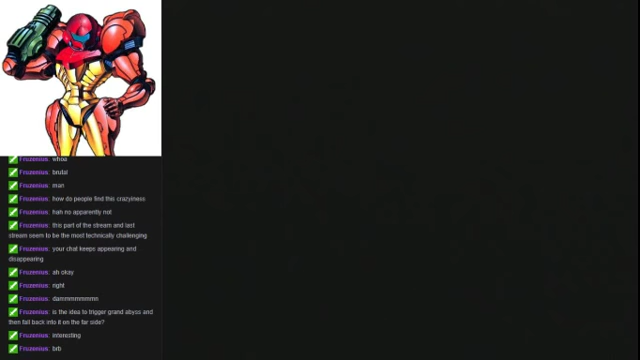 Fruzenius: whoa
Fruzenius: brutal
Fruzenius: man
Fruzenius: how do people find this crazyiness
Fruzenius: hah no apparently not
Fruzenius: this part of the stream and last
stream seem to be the most technically challenging
Fruzenius: your chat keeps appearing and
disappearing
Fruzenius: ah okay
Fruzenius: right
Fruzenius: dammmmmmmn
Fruzenius: is the idea to trigger grand abyss and
then fall back into it on the far side?
Fruzenius: interesting
Fruzenius: brb